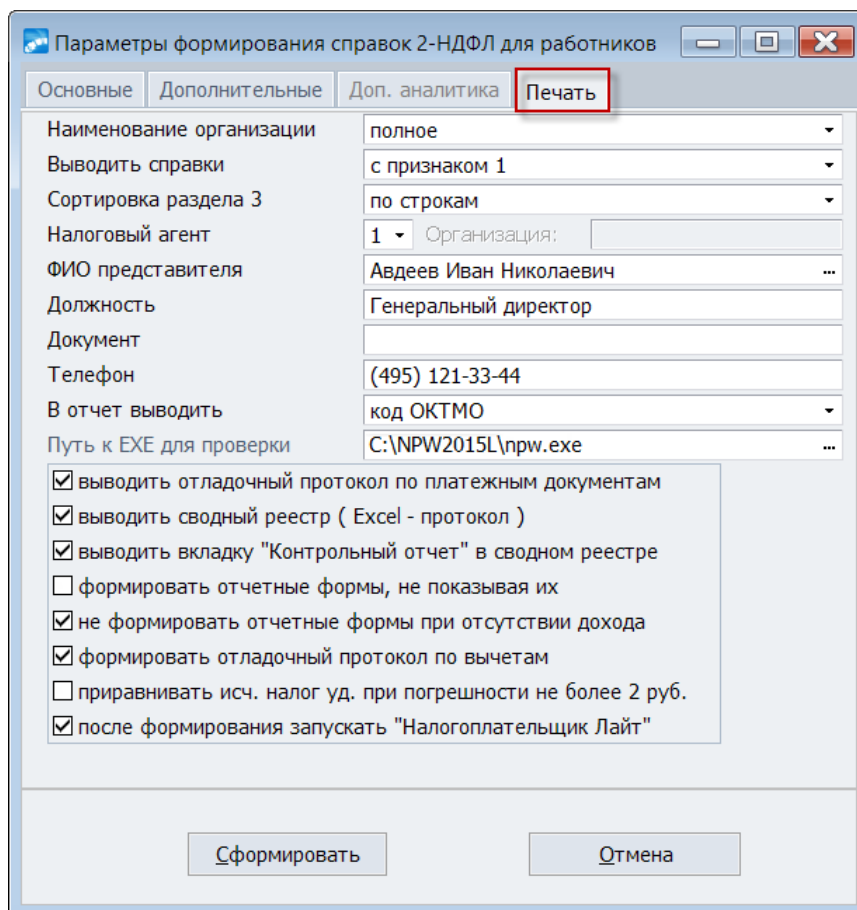 Параметры формирования справок 2-НДФЛ для работников
Основные Дополнительные Доп. аналитика Печать
Наименование организации полное
Выводить справки с признаком 1
Сортировка раздела 3 по строкам
Налоговый агент 1 Организация:
ФИО представителя Авдеев Иван Николаевич ...
Должность Генеральный директор
Документ
Телефон (495) 121-33-44
В отчет выводить код ОКТМО
Путь к EXE для проверки C:\NPW2015L\npw.exe ...
выводить отладочный протокол по платежным документам
выводить сводный реестр ( Excel - протокол )
выводить вкладку "Контрольный отчет" в сводном реестре
формировать отчетные формы, не показывая их
не формировать отчетные формы при отсутствии дохода
формировать отладочный протокол по вычетам
приравнивать исч. налог уд. при погрешности не более 2 руб.
после формирования запускать "Налогоплательщик Лайт"
Сформировать Отмена